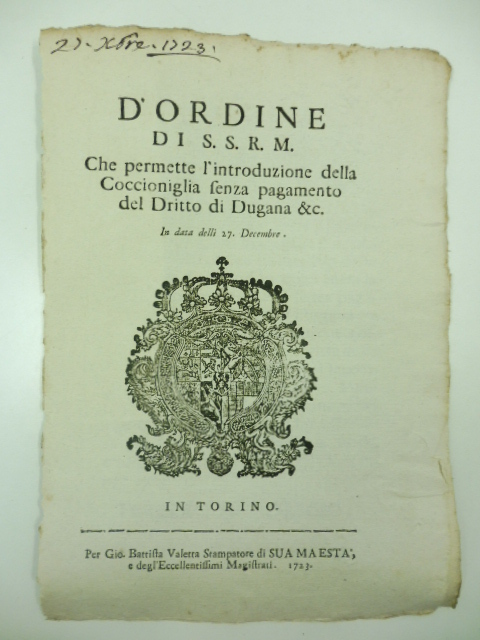 27. Xbre. 1723.
D'ORDINE
DI S. S. R. M.
Che permette l'introduzione della
Coccioniglia ſenza pagamento
del Dritto di Dugana &c.
In data delli 27. Decembre.
IN TORINO.
Per Gio. Battiſta Valetta Stampatore di SUA MAESTA',
e degl'Eccellentiſſimi Magiſtrati. 1723.